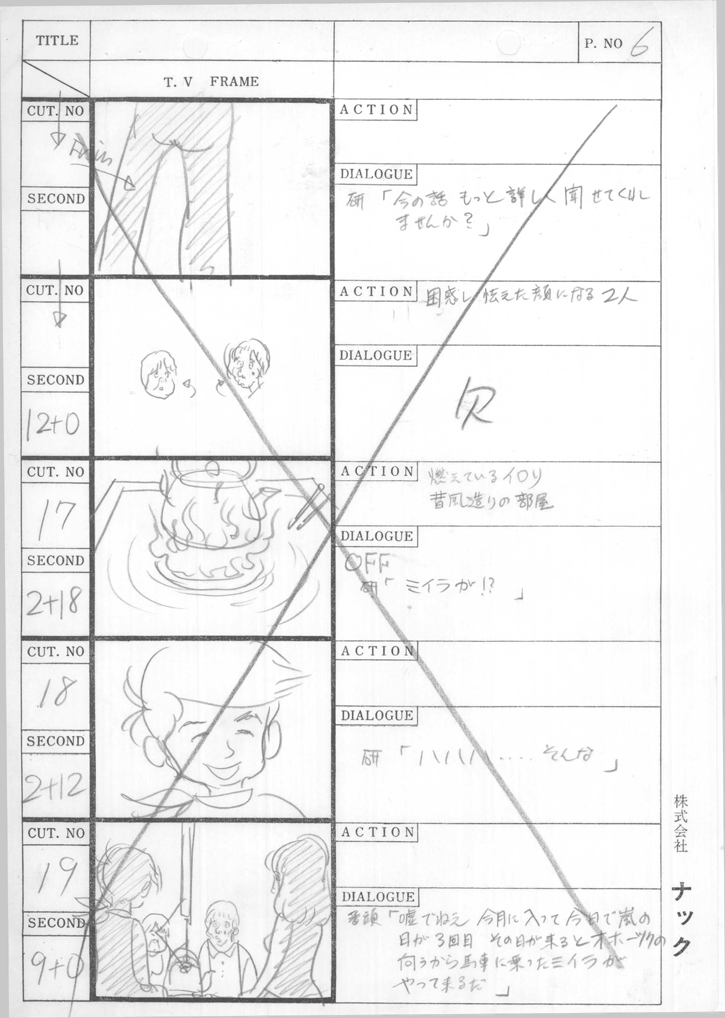 TITLE
P. NO 6
T. V FRAME
CUT. NO
ACTION
DIALOGUE
研「今の話 もっと詳しく聞せてくれ
ませんか?」
SECOND
CUT. NO
ACTION
困惑し 怯えた顔になる 2人
DIALOGUE
欠
SECOND
12+0
CUT. NO
17
ACTION
燃えているイロリ
昔風造りの部屋
DIALOGUE
OFF
研「ミイラが!?」
SECOND
2+18
CUT. NO
18
ACTION
DIALOGUE
研「ハハハハ.....そんな」
SECOND
2+12
CUT. NO
19
ACTION
DIALOGUE
「嘘でねえ 今月に入って今日で嵐の
日が3回目 その日が来るとオホーツクの
向うから馬車に乗ったミイラが
やって来るだ」
SECOND
9+0
株式会社 ナック